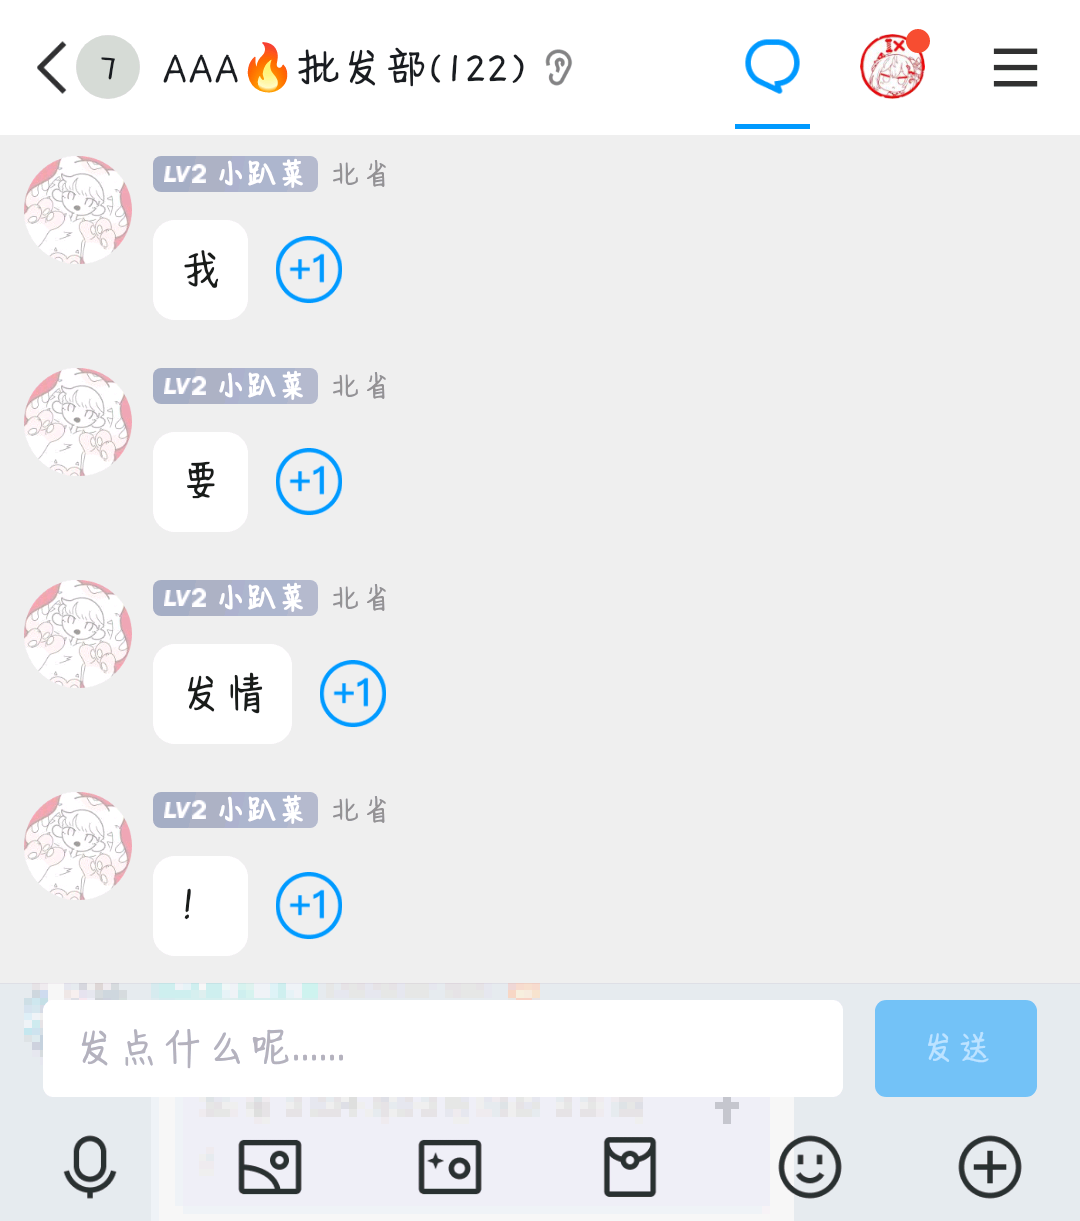 7 AAA🔥批发部(122)
IX
LV2 小趴菜 北省
我 +1
LV2 小趴菜 北省
要 +1
LV2 小趴菜 北省
发情 +1
LV2 小趴菜 北省
! +1
发点什么呢...... 发送